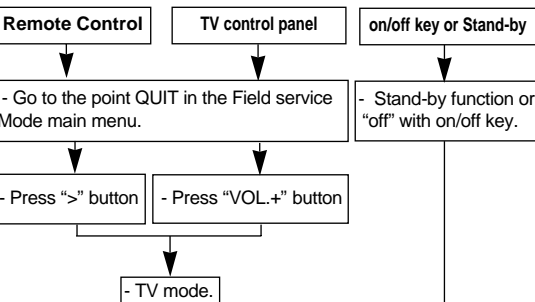 Remote Control
TV control panel
on/off key or Stand-by
- Go to the point QUIT in the Field service
Mode main menu.
- Stand-by function or
“off” with on/off key.
- Press “>” button
- Press “VOL.+” button
- TV mode.